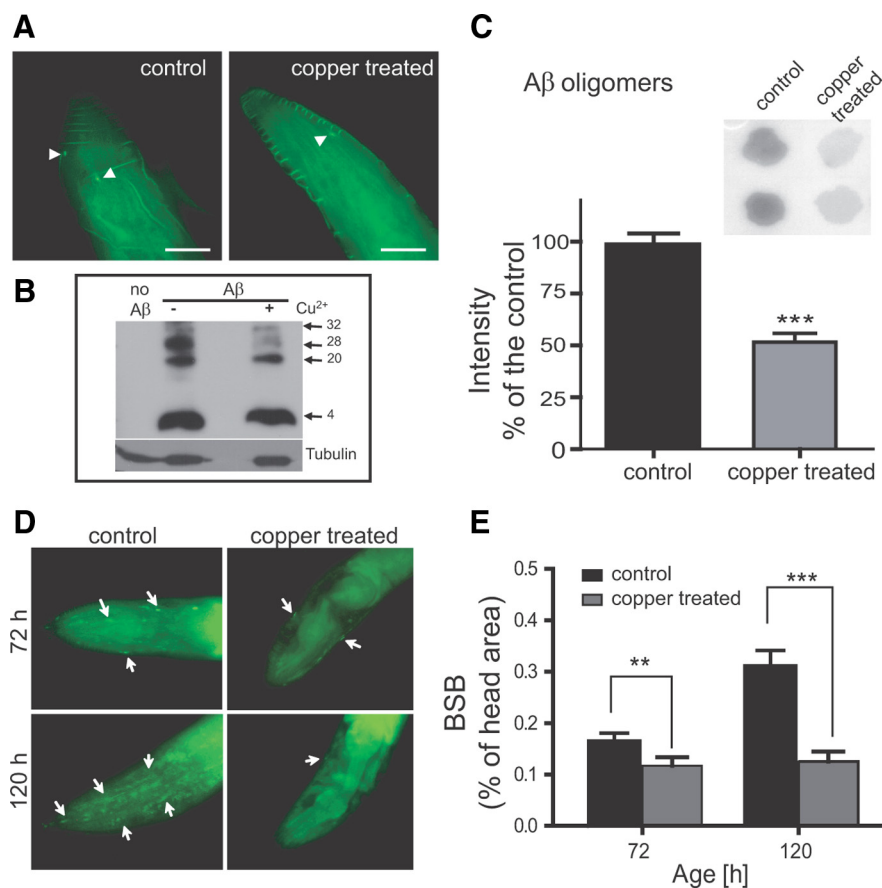 A
control
copper treated
B
no
Aβ
Aβ
-
+
Cu²⁺
32
28
20
4
Tubulin
C
Aβ oligomers
control
copper
treated
Intensity
% of the control
100
75
50
25
0
***
control
copper treated
D
control
copper treated
72 h
120 h
E
BSB
(% of head area)
0.5
0.4
0.3
0.2
0.1
0.0
control
copper treated
**
***
72
120
Age [h]